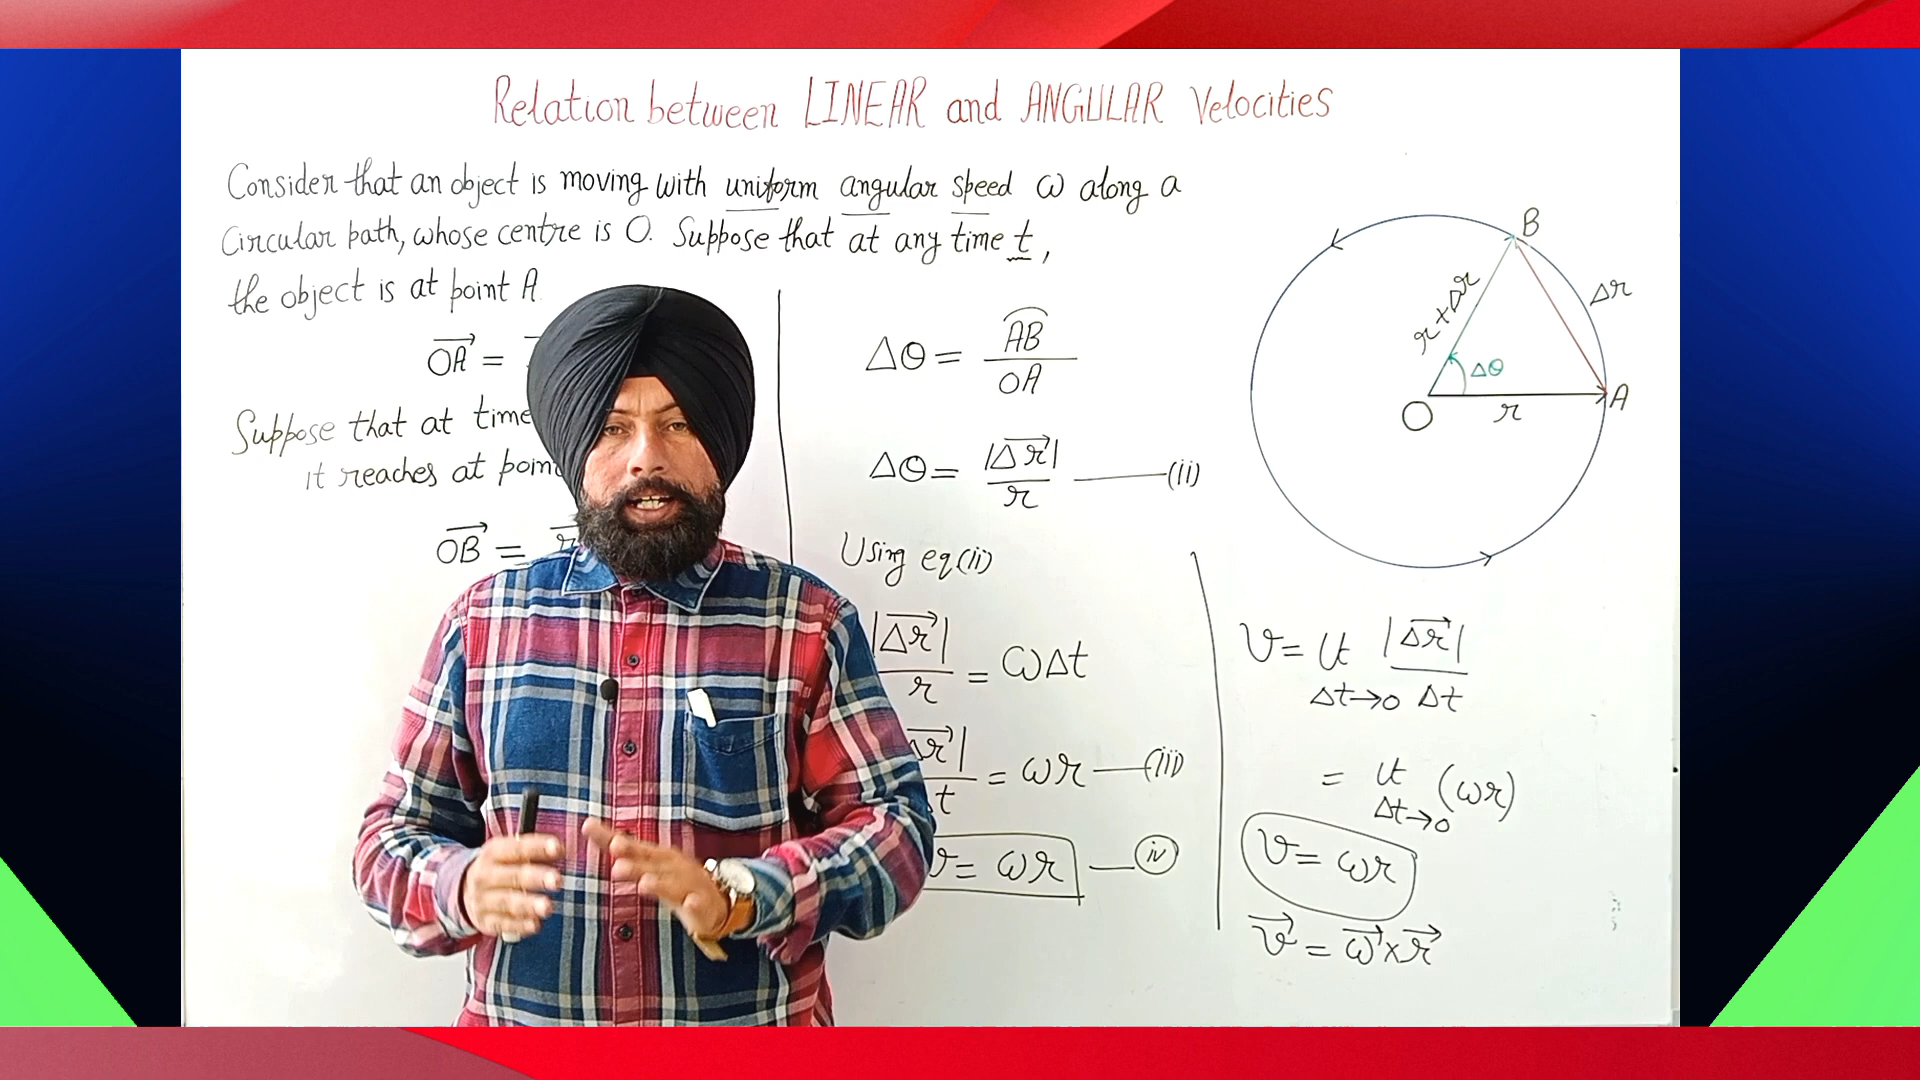 Relation between LINEAR and ANGULAR Velocities
Consider that an object is moving with uniform angular speed ω along a
Circular path, whose centre is O. Suppose that at any time t,
the object is at point A
OA⃗ =
Suppose that at time
it reaches at
OB⃗ = r⃗
Δθ = AB⌒ / OA
Δθ = |Δr⃗| / r —— (ii)
Using eq (ii)
|Δr⃗| / r = ωΔt
r⃗| / t = ωr —— (iii)
v = ωr —— (iv)
B
r + Δr
Δr
Δθ
O
r
A
v = lt Δt→0 |Δr⃗| / Δt
= lt Δt→0 (ωr)
v = ωr
v⃗ = ω⃗ × r⃗